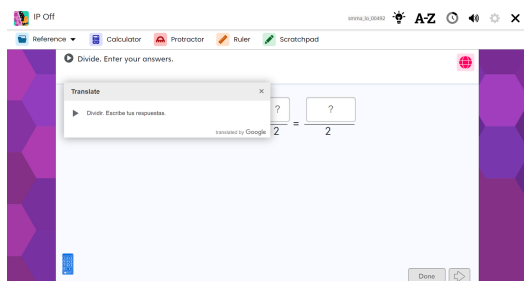 IP Off
emma_lo_00492
A-Z
Reference
Calculator
Protractor
Ruler
Scratchpad
Divide. Enter your answers.
Translate ×
Dividir. Escribe tus respuestas.
translated by Google
? ?
=
2 2
Done